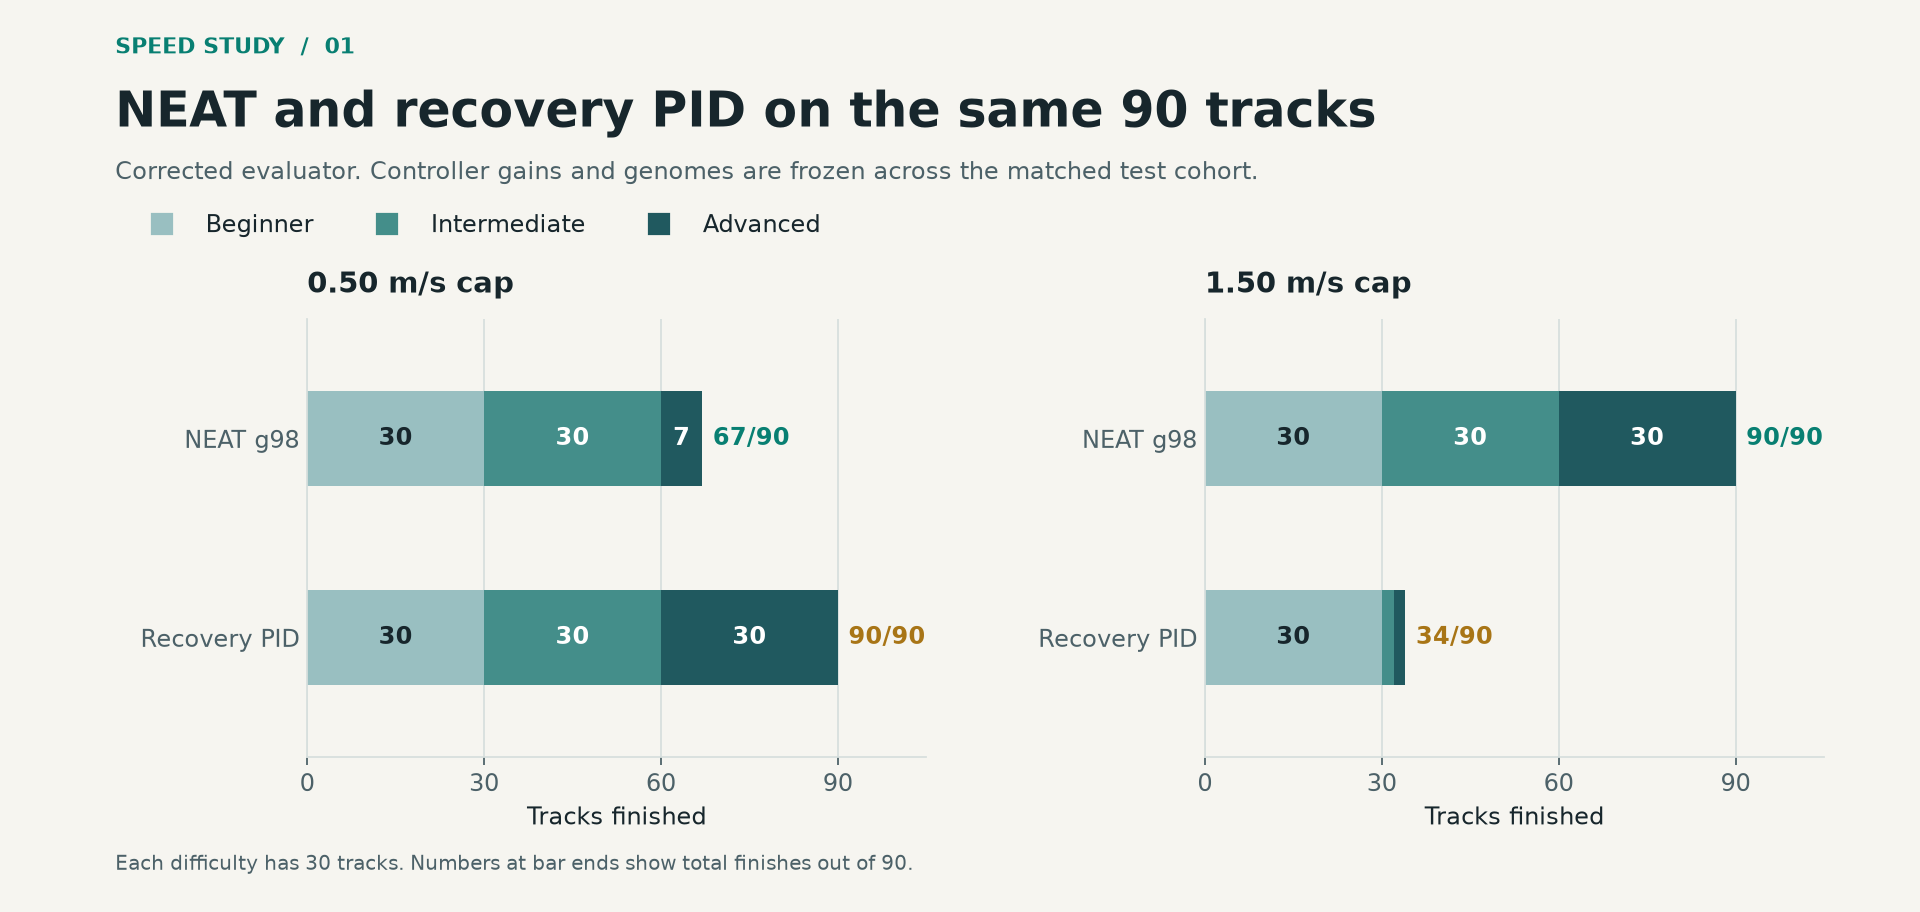 SPEED STUDY / 01
NEAT and recovery PID on the same 90 tracks
Corrected evaluator. Controller gains and genomes are frozen across the matched test cohort.
Beginner Intermediate Advanced
0.50 m/s cap
NEAT g98 30 30 7 67/90
Recovery PID 30 30 30 90/90
0 30 60 90
Tracks finished
1.50 m/s cap
NEAT g98 30 30 30 90/90
Recovery PID 30 34/90
0 30 60 90
Tracks finished
Each difficulty has 30 tracks. Numbers at bar ends show total finishes out of 90.